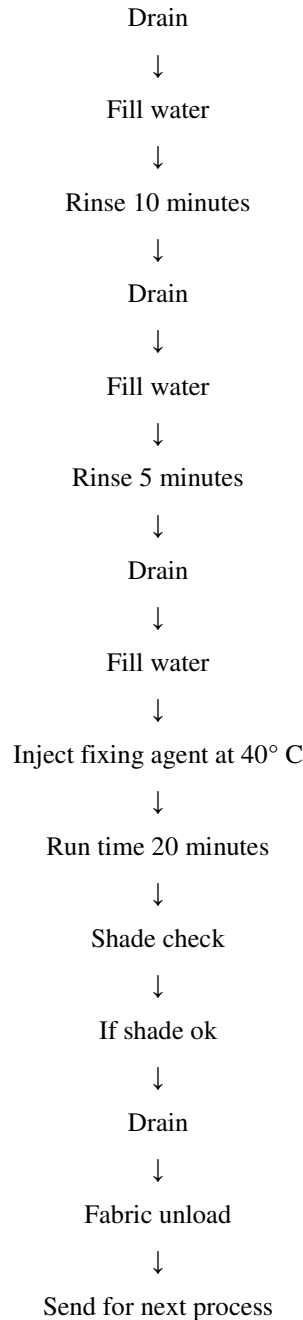 Drain
↓
Fill water
↓
Rinse 10 minutes
↓
Drain
↓
Fill water
↓
Rinse 5 minutes
↓
Drain
↓
Fill water
↓
Inject fixing agent at 40° C
↓
Run time 20 minutes
↓
Shade check
↓
If shade ok
↓
Drain
↓
Fabric unload
↓
Send for next process